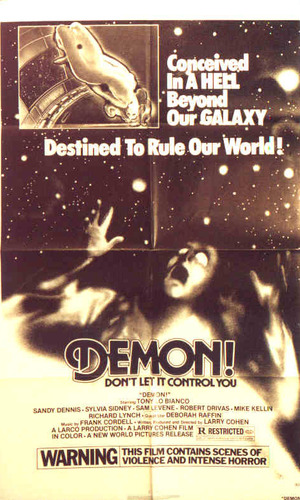 Conceived
In A HELL
Beyond
Our GALAXY
Destined To Rule Our World!
DEMON!
DON'T LET IT CONTROL YOU
"DEMON!"
Starring TONY LO BIANCO
SANDY DENNIS • SYLVIA SIDNEY • SAM LEVENE • ROBERT DRIVAS • MIKE KELLIN
RICHARD LYNCH • DEBORAH RAFFIN
Music by FRANK CORDELL • Written, Produced and Directed by LARRY COHEN
A LARCO PRODUCTION • A LARRY COHEN FILM
IN COLOR • A NEW WORLD PICTURES RELEASE
R RESTRICTED
WARNING THIS FILM CONTAINS SCENES OF
VIOLENCE AND INTENSE HORROR